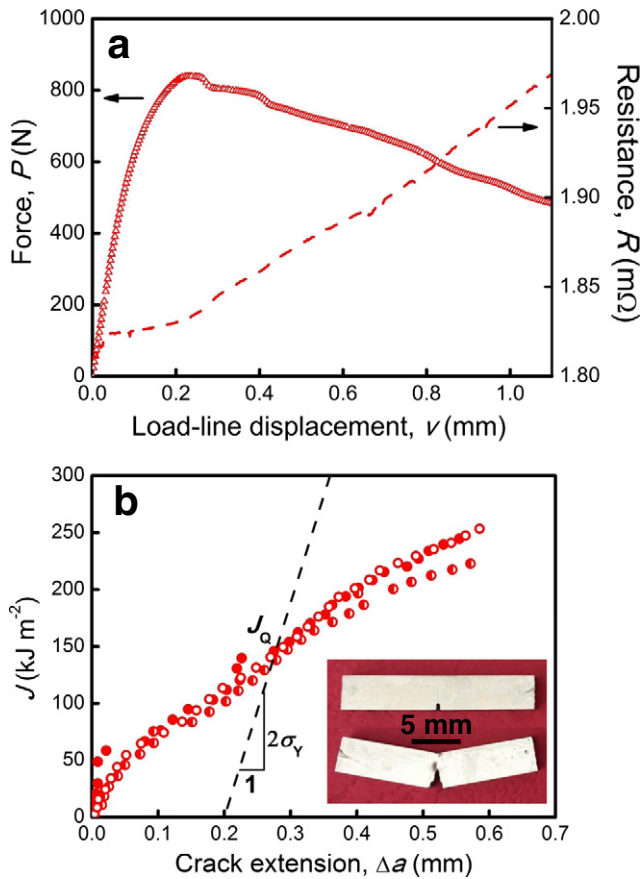 a
1000
800
600
400
200
0
Force, P (N)
2.00
1.95
1.90
1.85
1.80
Resistance, R (mΩ)
0.0 0.2 0.4 0.6 0.8 1.0
Load-line displacement, v (mm)
b
300
250
200
150
100
50
0
J (kJ m⁻²)
J_Q
2σ_Y
1
5 mm
0.0 0.1 0.2 0.3 0.4 0.5 0.6 0.7
Crack extension, Δa (mm)